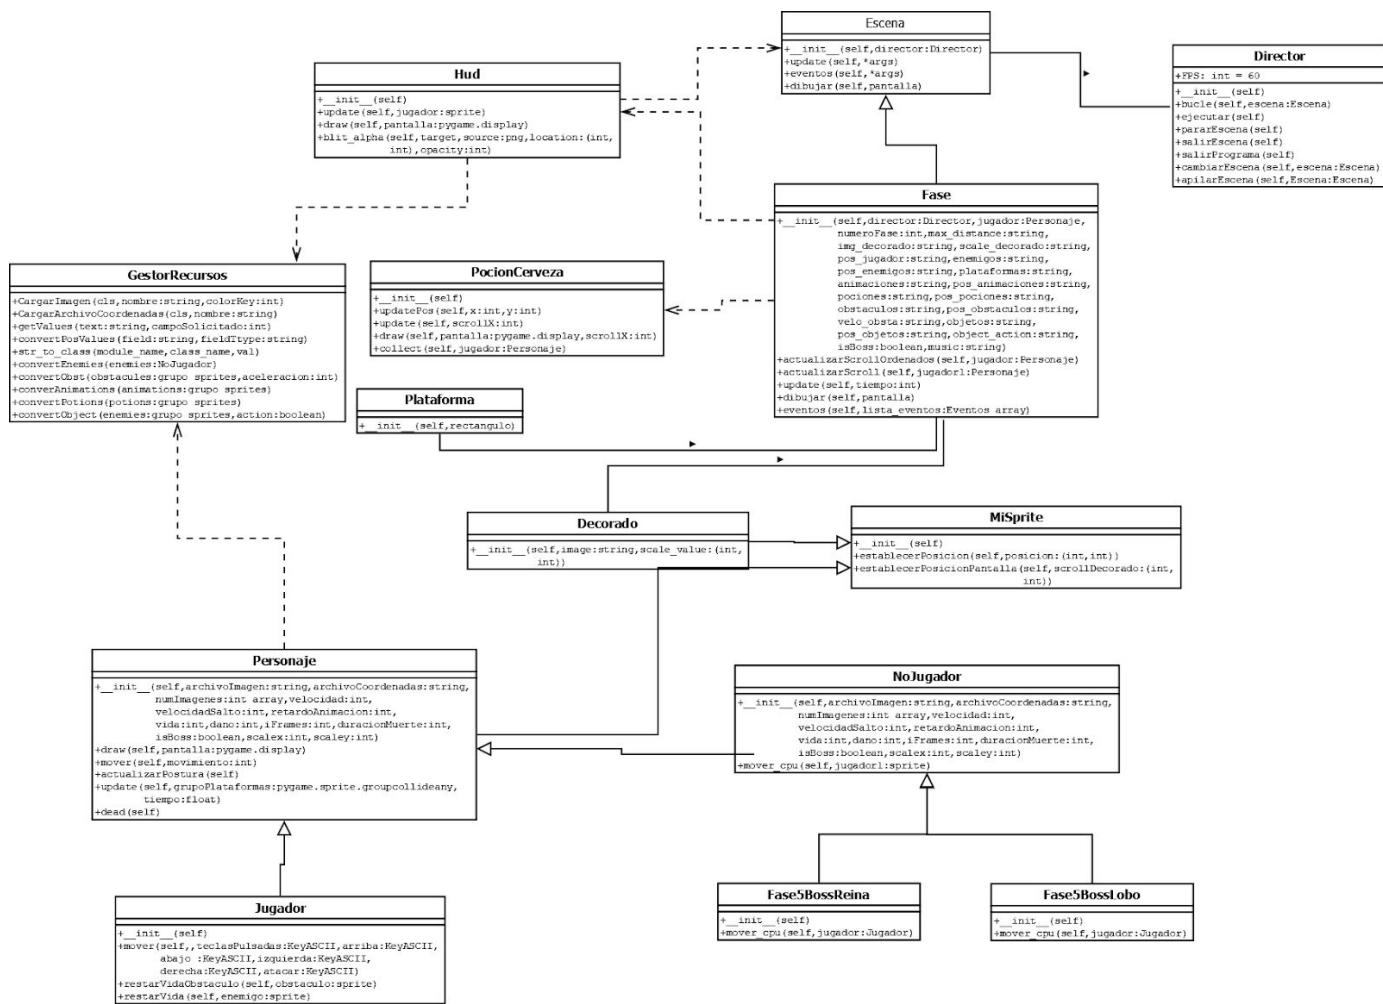 Escena
+__init__(self,director:Director)
+update(self,*args)
+eventos(self,*args)
+dibujar(self,pantalla)
Director
+FPS: int = 60
+__init__(self)
+bucle(self,escena:Escena)
+ejecutar(self)
+pararEscena(self)
+salirEscena(self)
+salirPrograma(self)
+cambiarEscena(self,escena:Escena)
+apilarEscena(self,Escena:Escena)
Hud
+__init__(self)
+update(self,jugador:sprite)
+draw(self,pantalla:pygame.display)
+blit_alpha(self,target,source:png,location:(int,
int),opacity:int)
Fase
+__init__(self,director:Director,jugador:Personaje,
numeroFase:int,max_distance:string,
img_decorado:string,scale_decorado:string,
pos_jugador:string,enemigos:string,
pos_enemigos:string,plataformas:string,
animaciones:string,pos_animaciones:string,
pociones:string,pos_pociones:string,
obstaculos:string,pos_obstaculos:string,
velo_obsta:string,objetos:string,
pos_objetos:string,object_action:string,
isBoss:boolean,music:string)
+actualizarScrollOrdenados(self,jugador:Personaje)
+actualizarScroll(self,jugador1:Personaje)
+update(self,tiempo:int)
+dibujar(self,pantalla)
+eventos(self,lista_eventos:Eventos array)
GestorRecursos
+CargarImagen(cls,nombre:string,colorKey:int)
+CargarArchivoCoordenadas(cls,nombre:string)
+getValues(text:string,campoSolicitado:int)
+convertPosValues(field:string,fieldTtype:string)
+str_to_class(module_name,class_name,val)
+convertEnemies(enemies:NoJugador)
+convertObst(obstacules:grupo sprites,aceleracion:int)
+converAnimations(animations:grupo sprites)
+convertPotions(potions:grupo sprites)
+convertObject(enemies:grupo sprites,action:boolean)
PocionCerveza
+__init__(self)
+updatePos(self,x:int,y:int)
+update(self,scrollX:int)
+draw(self,pantalla:pygame.display,scrollX:int)
+collect(self,jugador:Personaje)
Plataforma
+__init__(self,rectangulo)
Decorado
+__init__(self,image:string,scale_value:(int,
int))
MiSprite
+__init__(self)
+establecerPosicion(self,posicion:(int,int))
+establecerPosicionPantalla(self,scrollDecorado:(int,
int))
Personaje
+__init__(self,archivoImagen:string,archivoCoordenadas:string,
numImagenes:int array,velocidad:int,
velocidadSalto:int,retardoAnimacion:int,
vida:int,dano:int,iFrames:int,duracionMuerte:int,
isBoss:boolean,scalex:int,scaley:int)
+draw(self,pantalla:pygame.display)
+mover(self,movimiento:int)
+actualizarPostura(self)
+update(self,grupoPlataformas:pygame.sprite.groupcollideany,
tiempo:float)
+dead(self)
NoJugador
+__init__(self,archivoImagen:string,archivoCoordenadas:string,
numImagenes:int array,velocidad:int,
velocidadSalto:int,retardoAnimacion:int,
vida:int,dano:int,iFrames:int,duracionMuerte:int,
isBoss:boolean,scalex:int,scaley:int)
+mover_cpu(self,jugador1:sprite)
Jugador
+__init__(self)
+mover(self,,teclasPulsadas:KeyASCII,arriba:KeyASCII,
abajo :KeyASCII,izquierda:KeyASCII,
derecha:KeyASCII,atacar:KeyASCII)
+restarVidaObstaculo(self,obstaculo:sprite)
+restarVida(self,enemigo:sprite)
Fase5BossReina
+__init__(self)
+mover_cpu(self,jugador:Jugador)
Fase5BossLobo
+__init__(self)
+mover_cpu(self,jugador:Jugador)